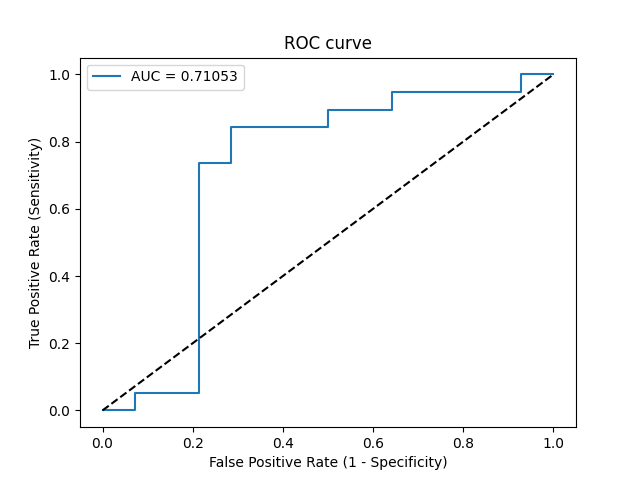 ROC curve
AUC = 0.71053
True Positive Rate (Sensitivity)
1.0
0.8
0.6
0.4
0.2
0.0
0.0 0.2 0.4 0.6 0.8 1.0
False Positive Rate (1 - Specificity)